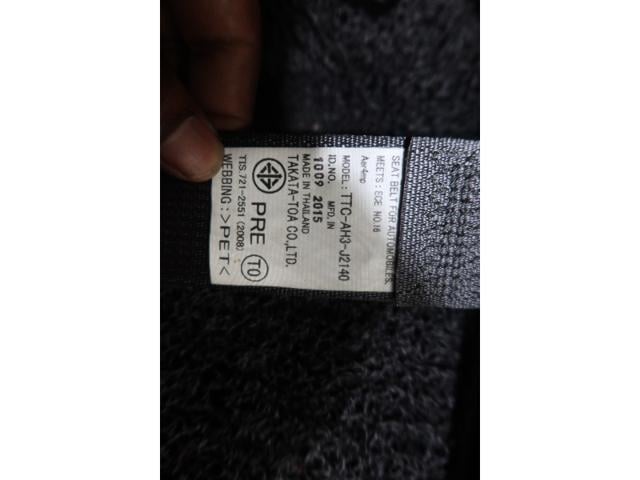 SEAT BELT FOR AUTOMOBILES.
MEETS : ECE NO.16
Aer4mp
MODEL: TTC-AH3-J2140
ID.NO. MFD. IN
1009 2015
MADE IN THAILAND
TAKATA-TOA CO.,LTD.
PRE TO
TIS.721-2551 (2008)
WEBBING:>PET<